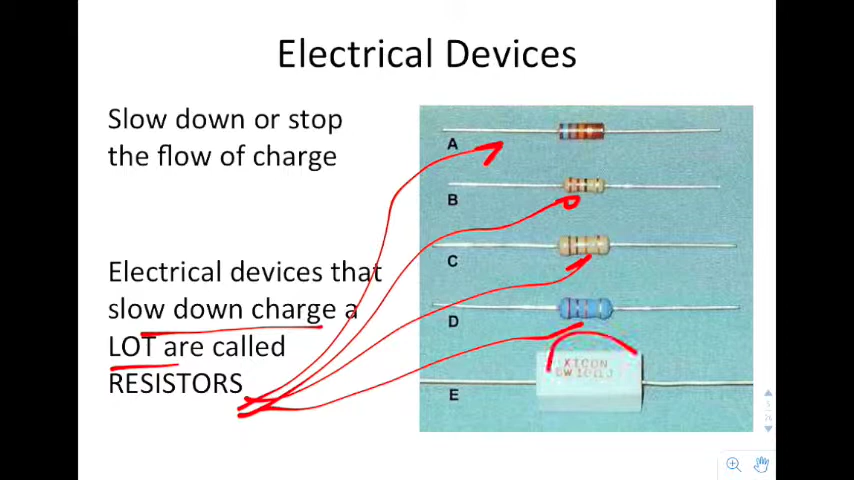 Electrical Devices
Slow down or stop
the flow of charge
Electrical devices that
slow down charge a
LOT are called
RESISTORS
A
B
C
D
E
XICON